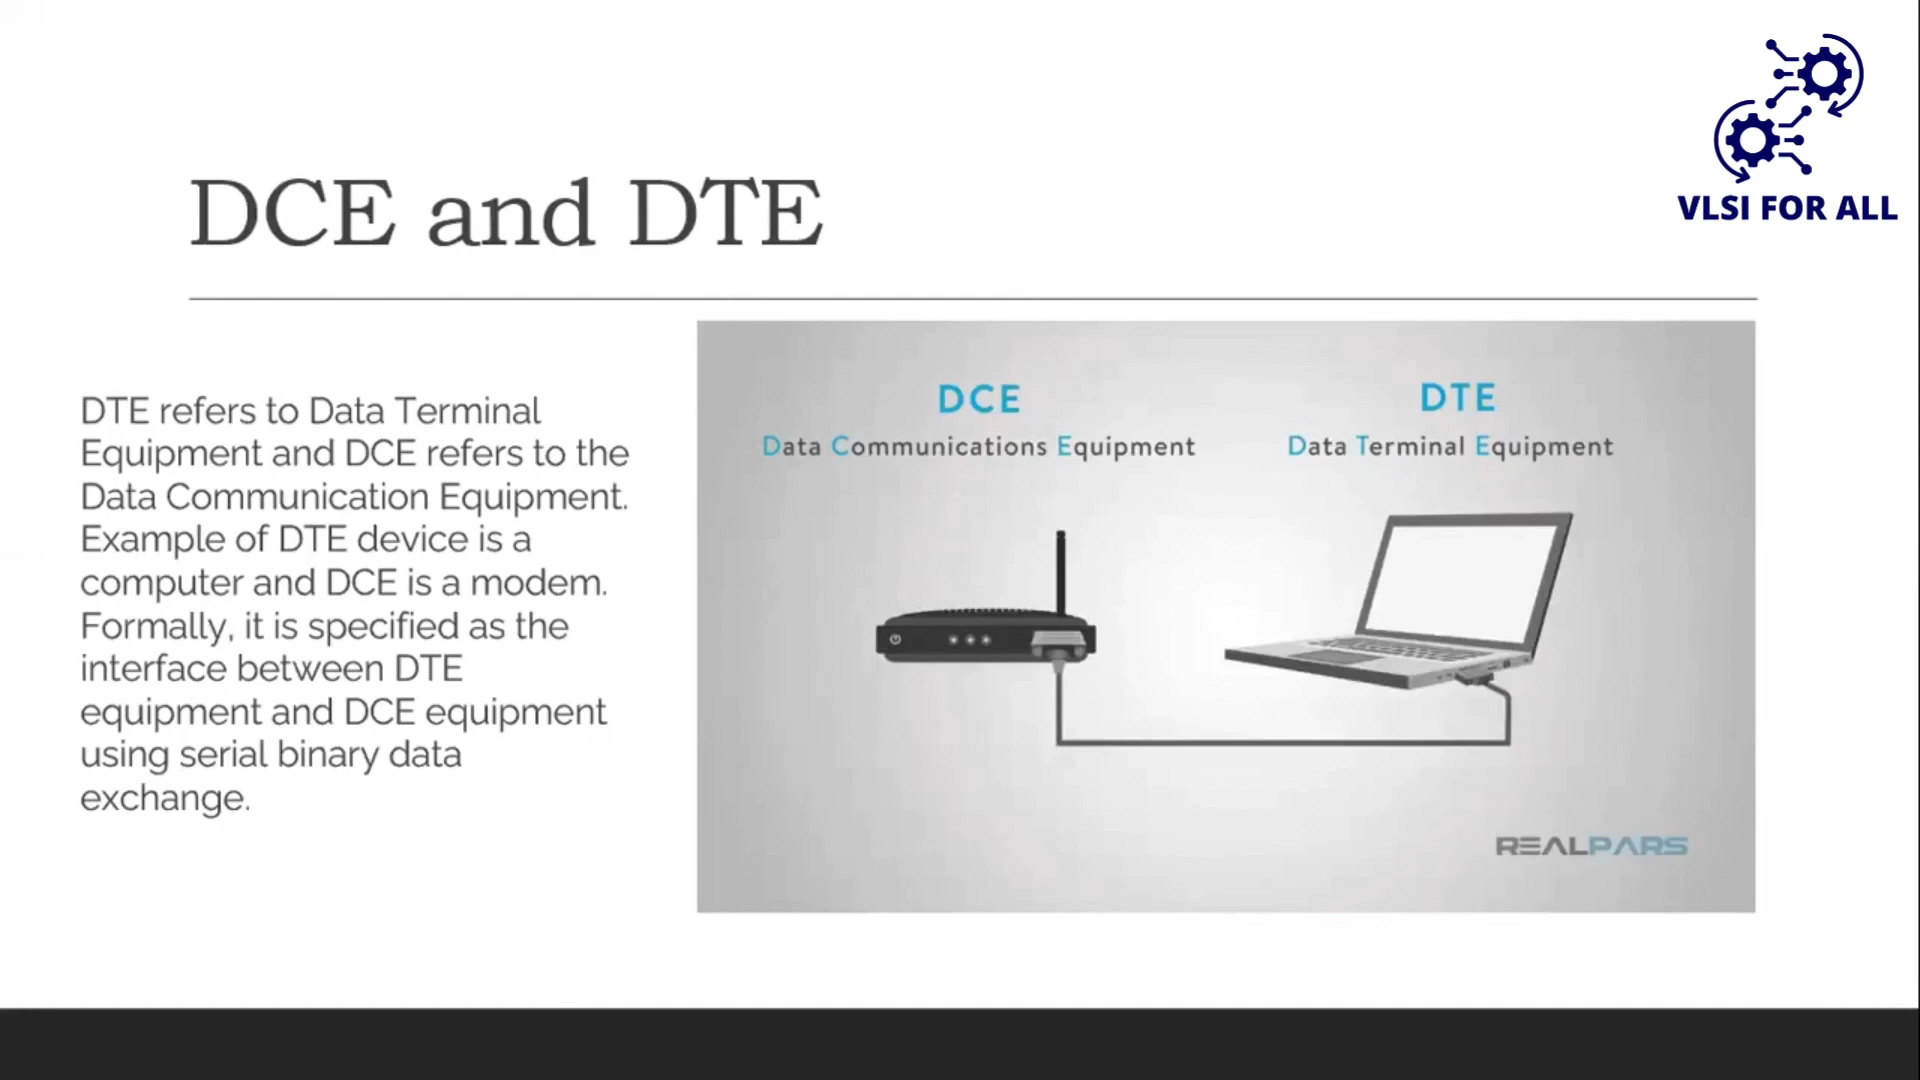 VLSI FOR ALL
DCE and DTE
DTE refers to Data Terminal
Equipment and DCE refers to the
Data Communication Equipment.
Example of DTE device is a
computer and DCE is a modem.
Formally, it is specified as the
interface between DTE
equipment and DCE equipment
using serial binary data
exchange.
DCE
Data Communications Equipment
DTE
Data Terminal Equipment
REALPARS